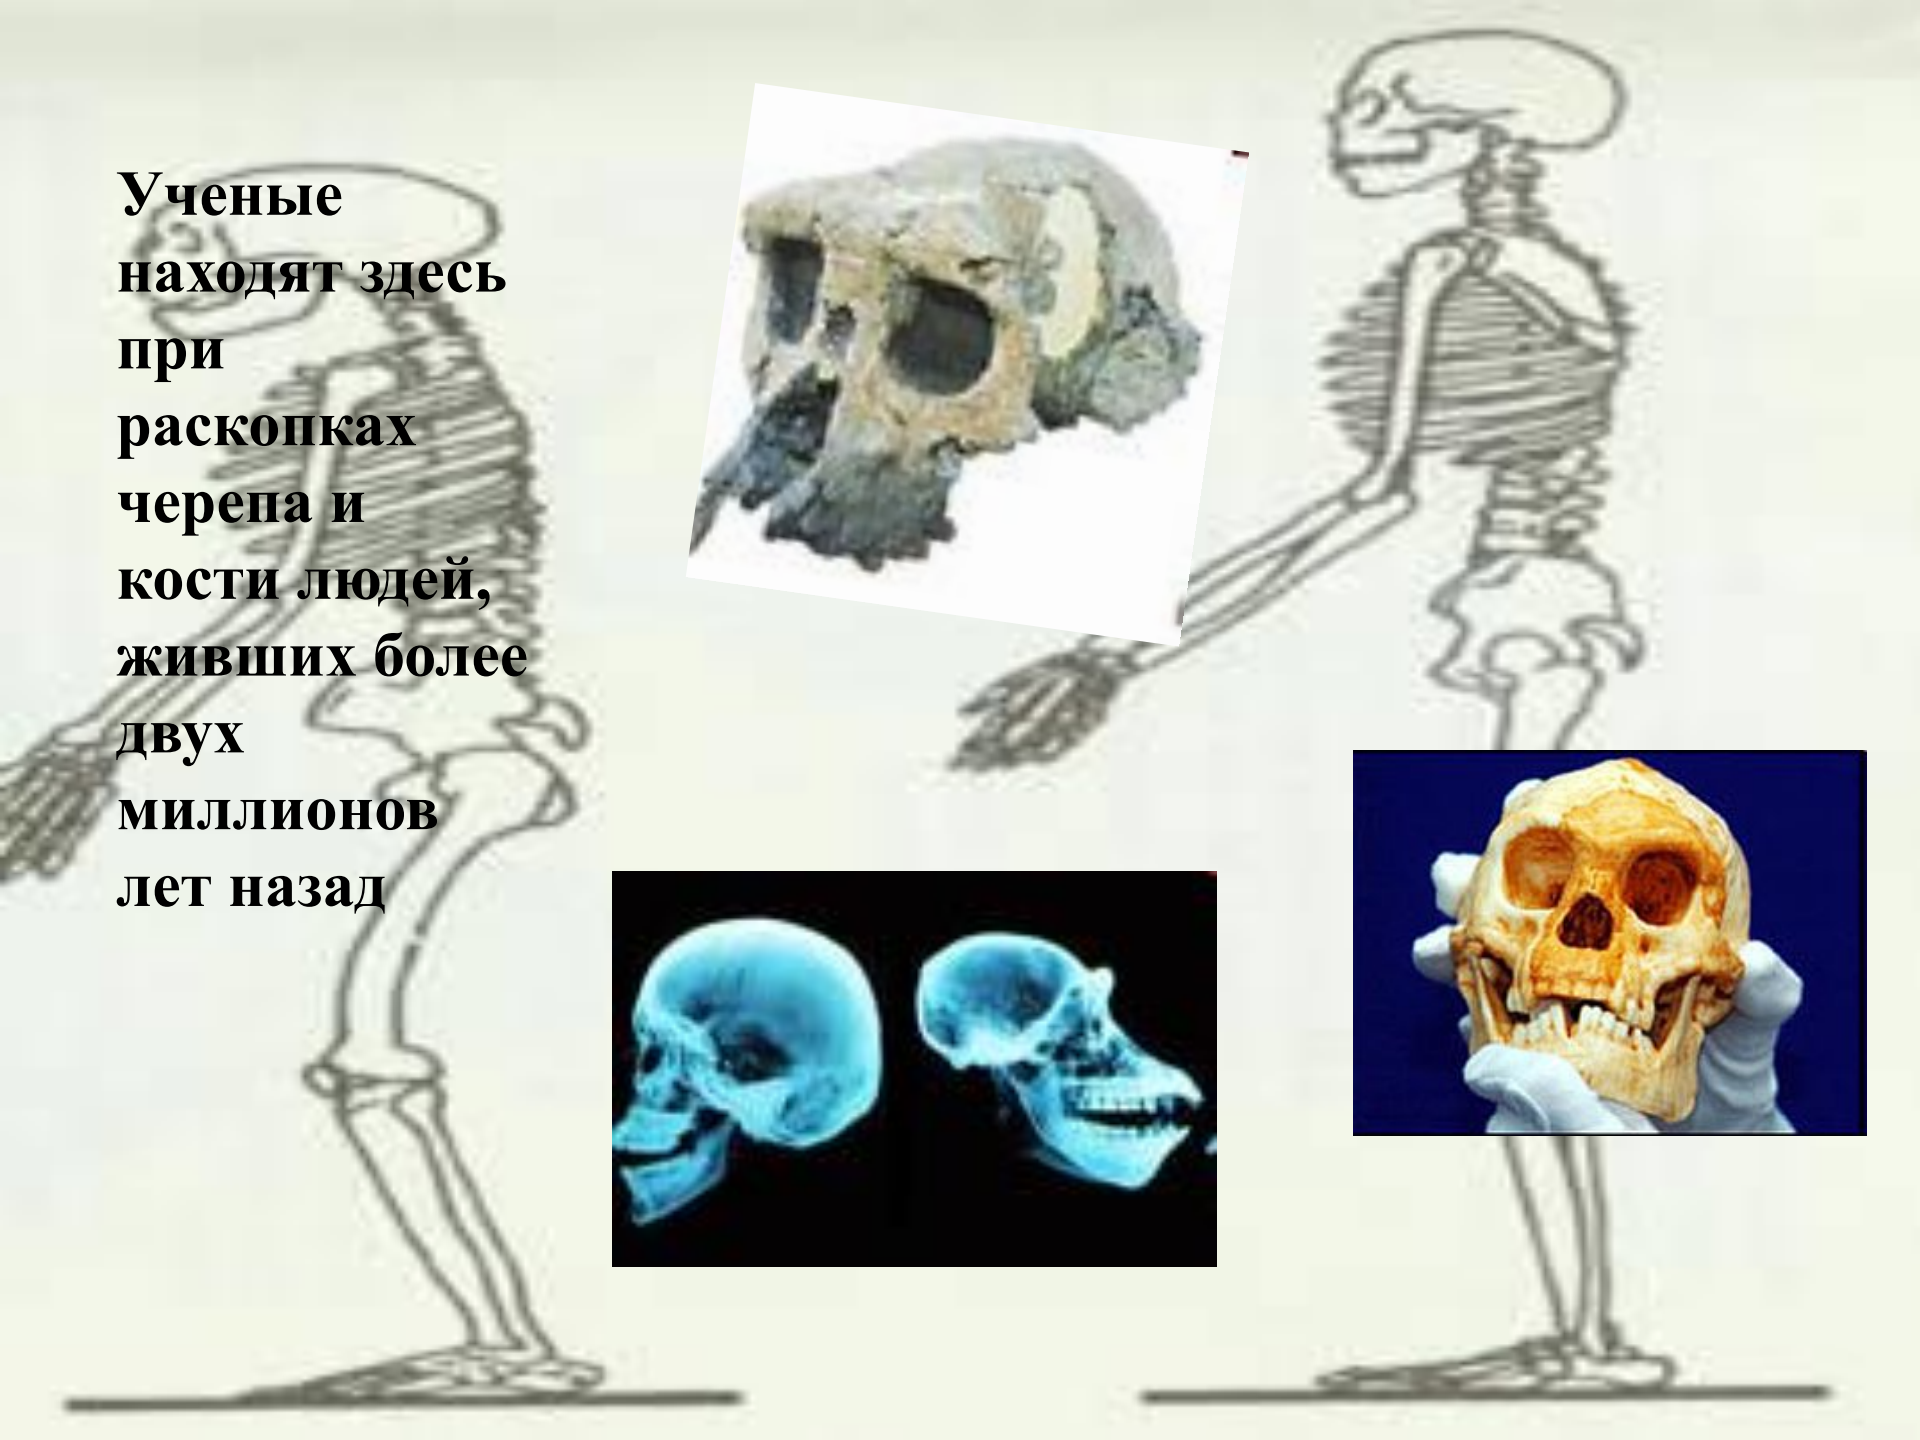 Ученые
находят здесь
при
раскопках
черепа и
кости людей,
живших более
двух
миллионов
лет назад